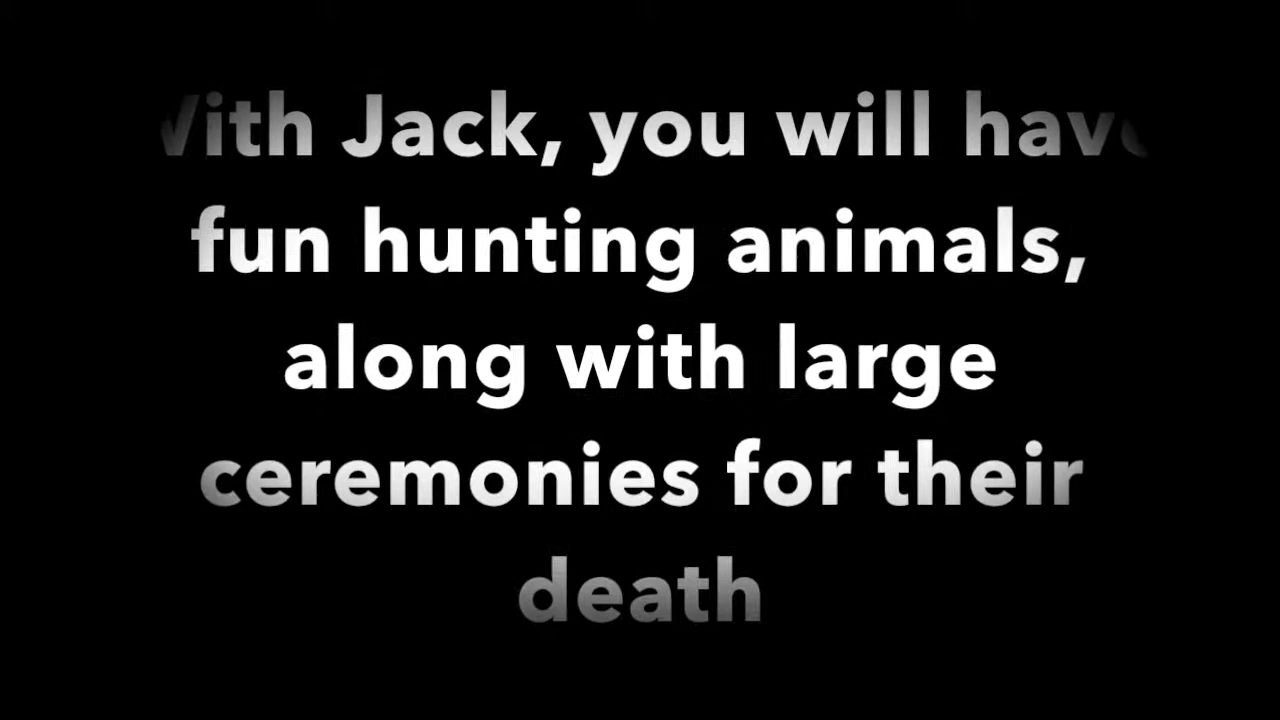 With Jack, you will have
fun hunting animals,
along with large
ceremonies for their
death